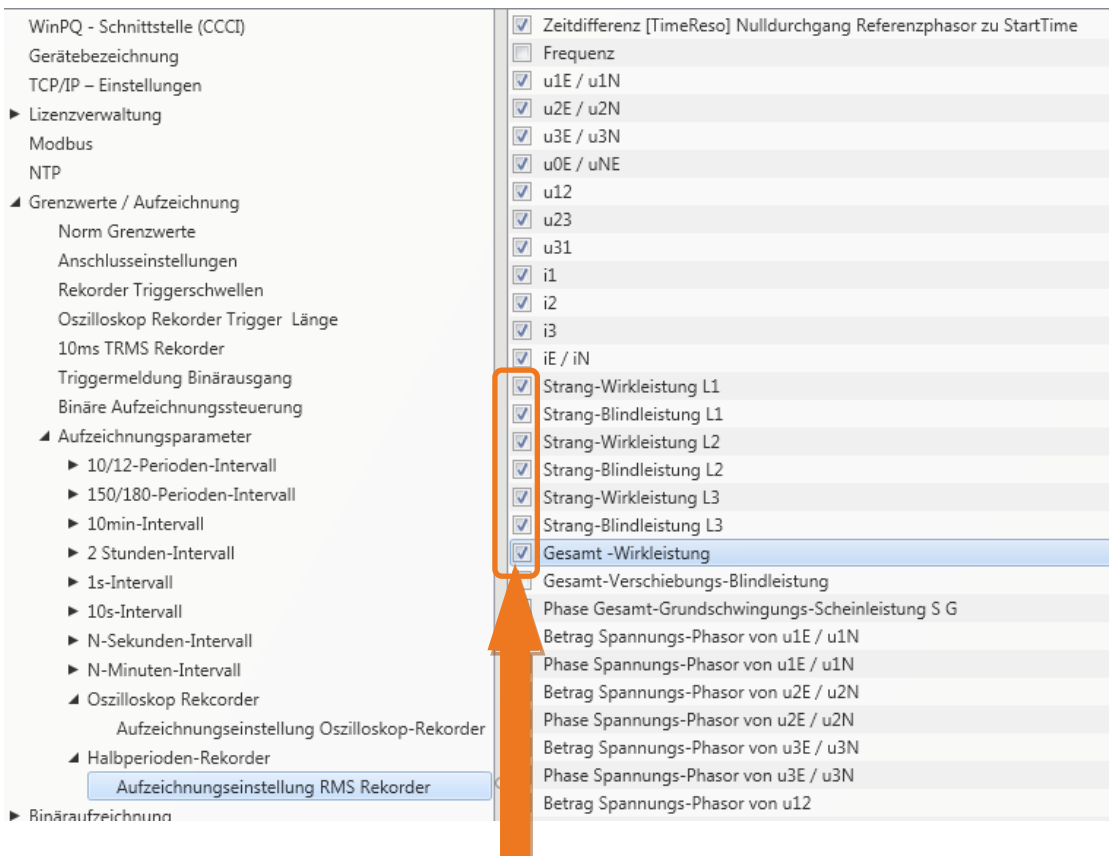 WinPQ - Schnittstelle (CCCI)
Gerätebezeichnung
TCP/IP – Einstellungen
Lizenzverwaltung
Modbus
NTP
Grenzwerte / Aufzeichnung
Norm Grenzwerte
Anschlusseinstellungen
Rekorder Triggerschwellen
Oszilloskop Rekorder Trigger Länge
10ms TRMS Rekorder
Triggermeldung Binärausgang
Binäre Aufzeichnungssteuerung
Aufzeichnungsparameter
10/12-Perioden-Intervall
150/180-Perioden-Intervall
10min-Intervall
2 Stunden-Intervall
1s-Intervall
10s-Intervall
N-Sekunden-Intervall
N-Minuten-Intervall
Oszilloskop Rekcorder
Aufzeichnungseinstellung Oszilloskop-Rekorder
Halbperioden-Rekorder
Aufzeichnungseinstellung RMS Rekorder
Binäraufzeichnung
Zeitdifferenz [TimeReso] Nulldurchgang Referenzphasor zu StartTime
Frequenz
u1E / u1N
u2E / u2N
u3E / u3N
u0E / uNE
u12
u23
u31
i1
i2
i3
iE / iN
Strang-Wirkleistung L1
Strang-Blindleistung L1
Strang-Wirkleistung L2
Strang-Blindleistung L2
Strang-Wirkleistung L3
Strang-Blindleistung L3
Gesamt -Wirkleistung
Gesamt-Verschiebungs-Blindleistung
Phase Gesamt-Grundschwingungs-Scheinleistung S G
Betrag Spannungs-Phasor von u1E / u1N
Phase Spannungs-Phasor von u1E / u1N
Betrag Spannungs-Phasor von u2E / u2N
Phase Spannungs-Phasor von u2E / u2N
Betrag Spannungs-Phasor von u3E / u3N
Phase Spannungs-Phasor von u3E / u3N
Betrag Spannungs-Phasor von u12